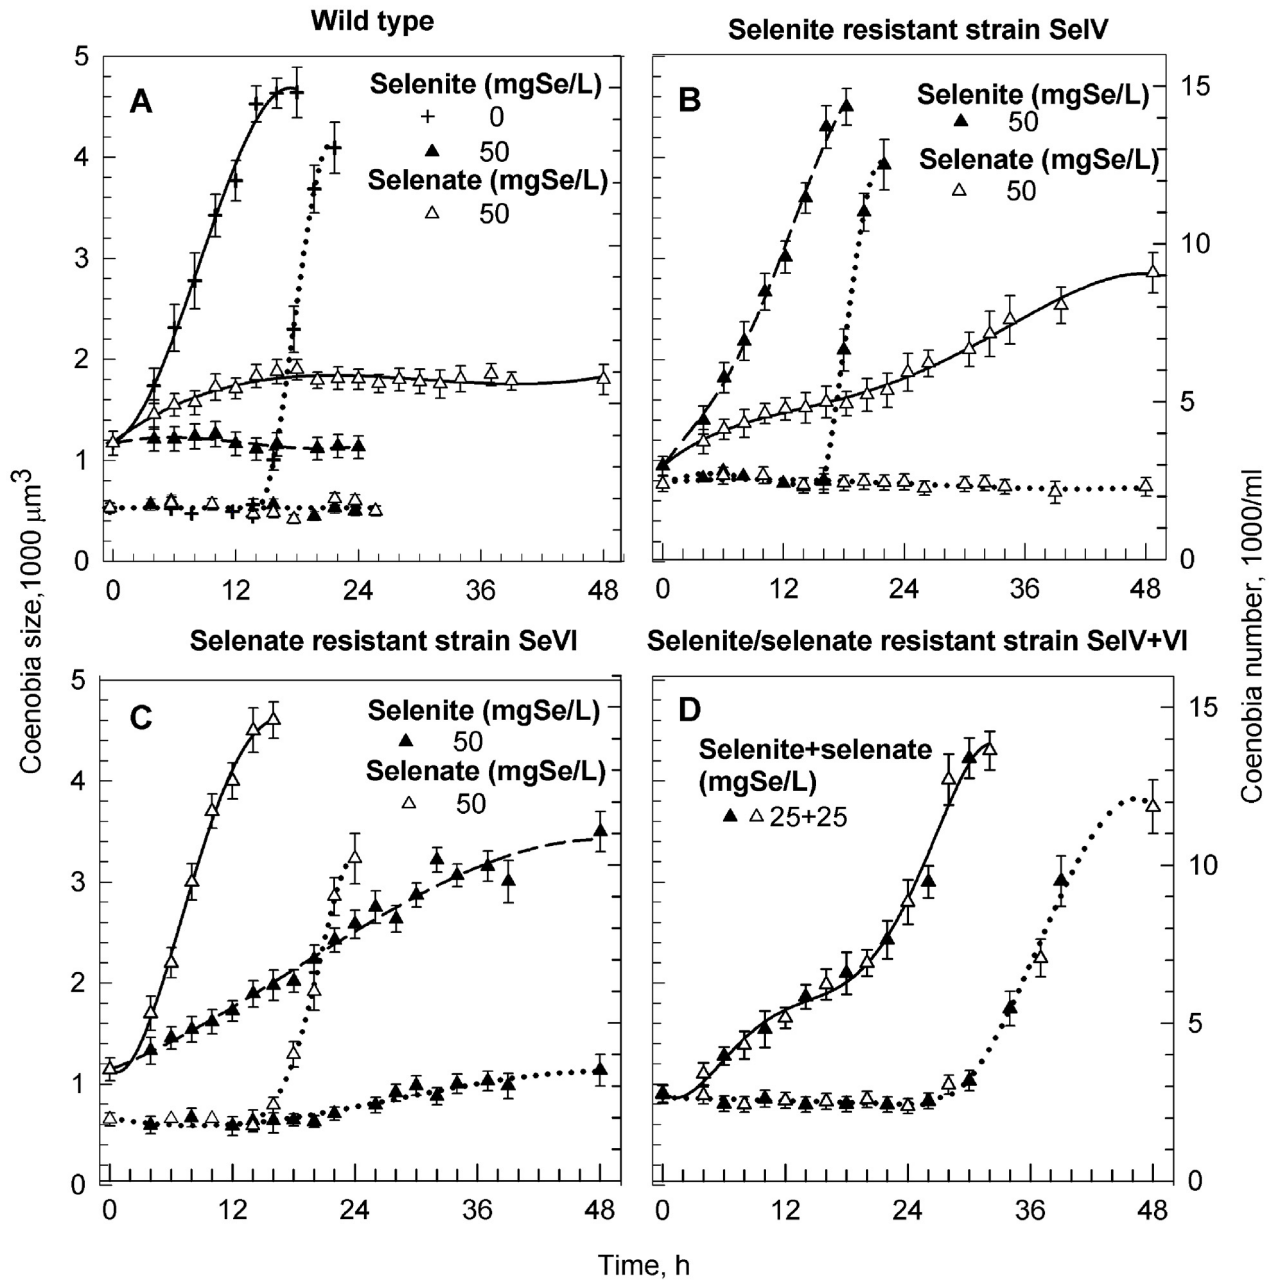 Wild type
Selenite resistant strain SeIV
A
Selenite (mgSe/L)
0
50
Selenate (mgSe/L)
50
5
4
3
2
1
0
0 12 24 36 48
B
Selenite (mgSe/L)
50
Selenate (mgSe/L)
50
15
10
5
0
0 12 24 36 48
Coenobia size,1000 μm3
Coenobia number, 1000/ml
Selenate resistant strain SeVI
Selenite/selenate resistant strain SeIV+VI
C
Selenite (mgSe/L)
50
Selenate (mgSe/L)
50
5
4
3
2
1
0
0 12 24 36 48
D
Selenite+selenate
(mgSe/L)
25+25
15
10
5
0
0 12 24 36 48
Time, h